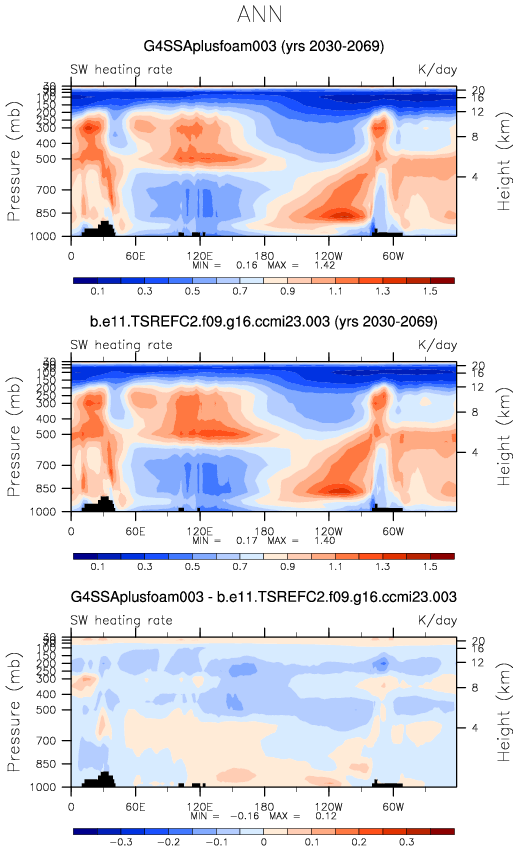 ANN
G4SSAplusfoam003 (yrs 2030-2069)
SW heating rate K/day
Pressure (mb)
Height (km)
30
50
70
100
150
200
250
300
400
500
700
850
1000
20
16
12
8
4
0 60E 120E 180 120W 60W
MIN = 0.16 MAX = 1.42
0.1 0.3 0.5 0.7 0.9 1.1 1.3 1.5
b.e11.TSREFC2.f09.g16.ccmi23.003 (yrs 2030-2069)
SW heating rate K/day
Pressure (mb)
Height (km)
30
50
70
100
150
200
250
300
400
500
700
850
1000
20
16
12
8
4
0 60E 120E 180 120W 60W
MIN = 0.17 MAX = 1.40
0.1 0.3 0.5 0.7 0.9 1.1 1.3 1.5
G4SSAplusfoam003 - b.e11.TSREFC2.f09.g16.ccmi23.003
SW heating rate K/day
Pressure (mb)
Height (km)
30
50
70
100
150
200
250
300
400
500
700
850
1000
20
16
12
8
4
0 60E 120E 180 120W 60W
MIN = -0.16 MAX = 0.12
-0.3 -0.2 -0.1 0 0.1 0.2 0.3